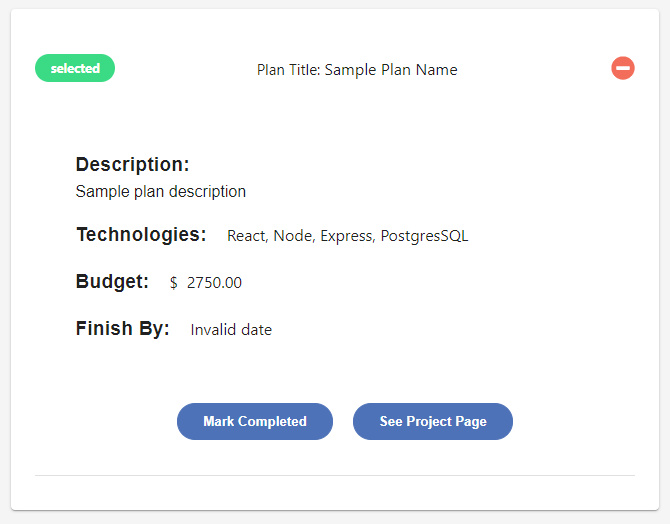 selected
Plan Title: Sample Plan Name
Description:
Sample plan description
Technologies: React, Node, Express, PostgresSQL
Budget: $ 2750.00
Finish By: Invalid date
Mark Completed
See Project Page